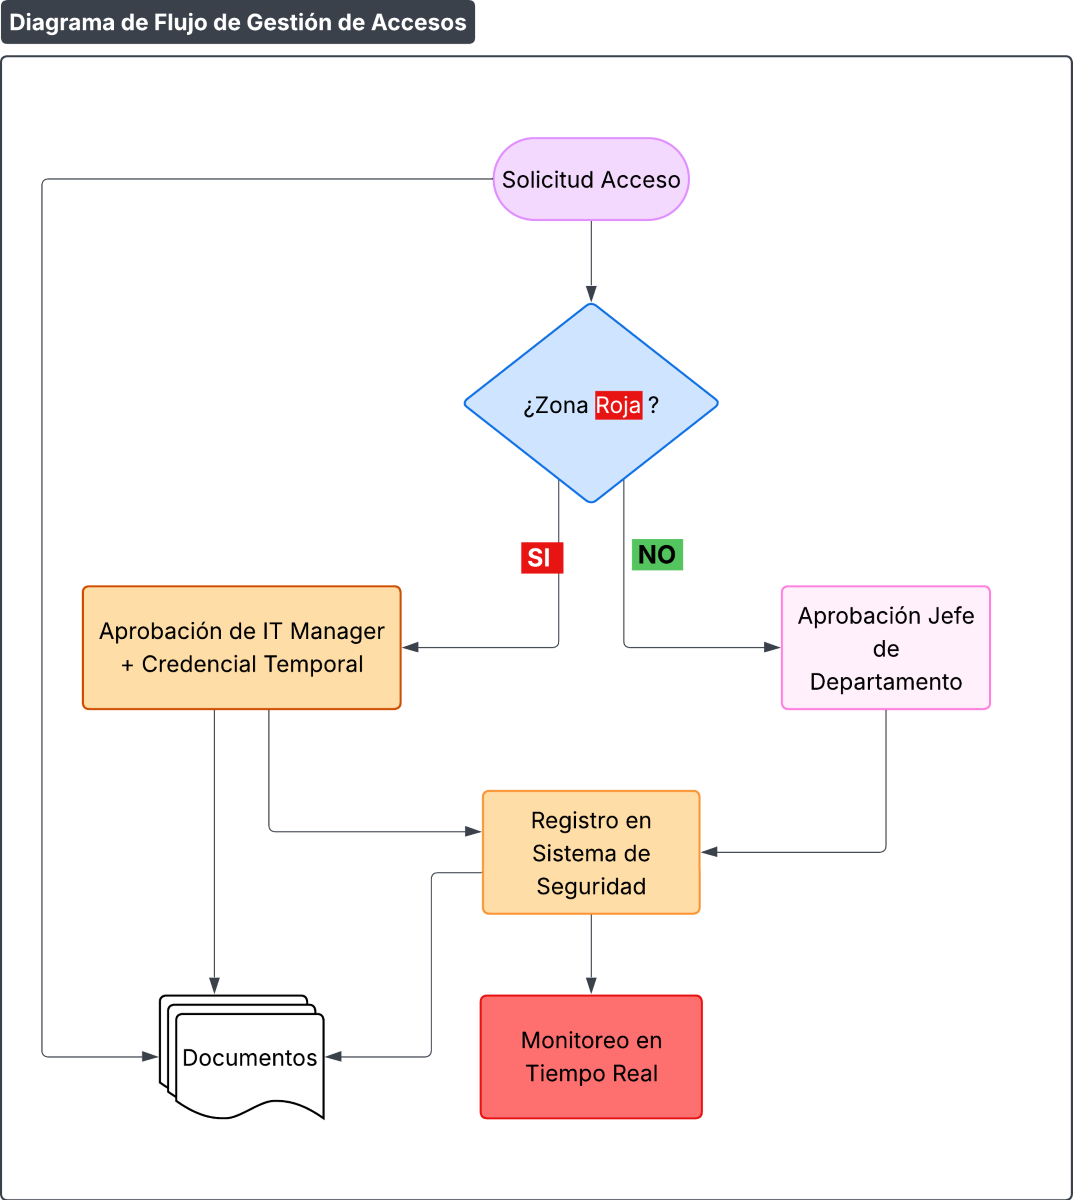 Diagrama de Flujo de Gestión de Accesos
Solicitud Acceso
¿Zona Roja ?
SI
NO
Aprobación de IT Manager
+ Credencial Temporal
Aprobación Jefe
de
Departamento
Registro en
Sistema de
Seguridad
Documentos
Monitoreo en
Tiempo Real